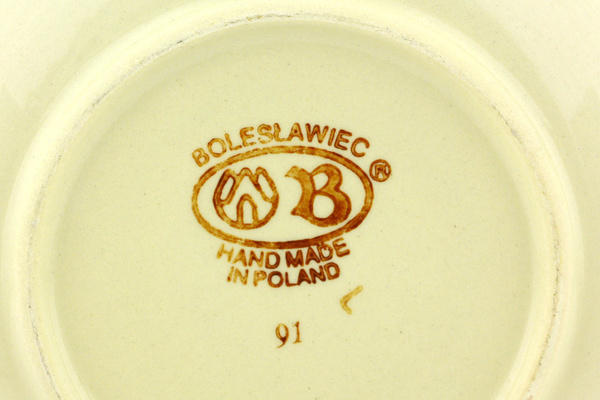 BOLESŁAWIEC
B ®
HAND MADE
IN POLAND
91